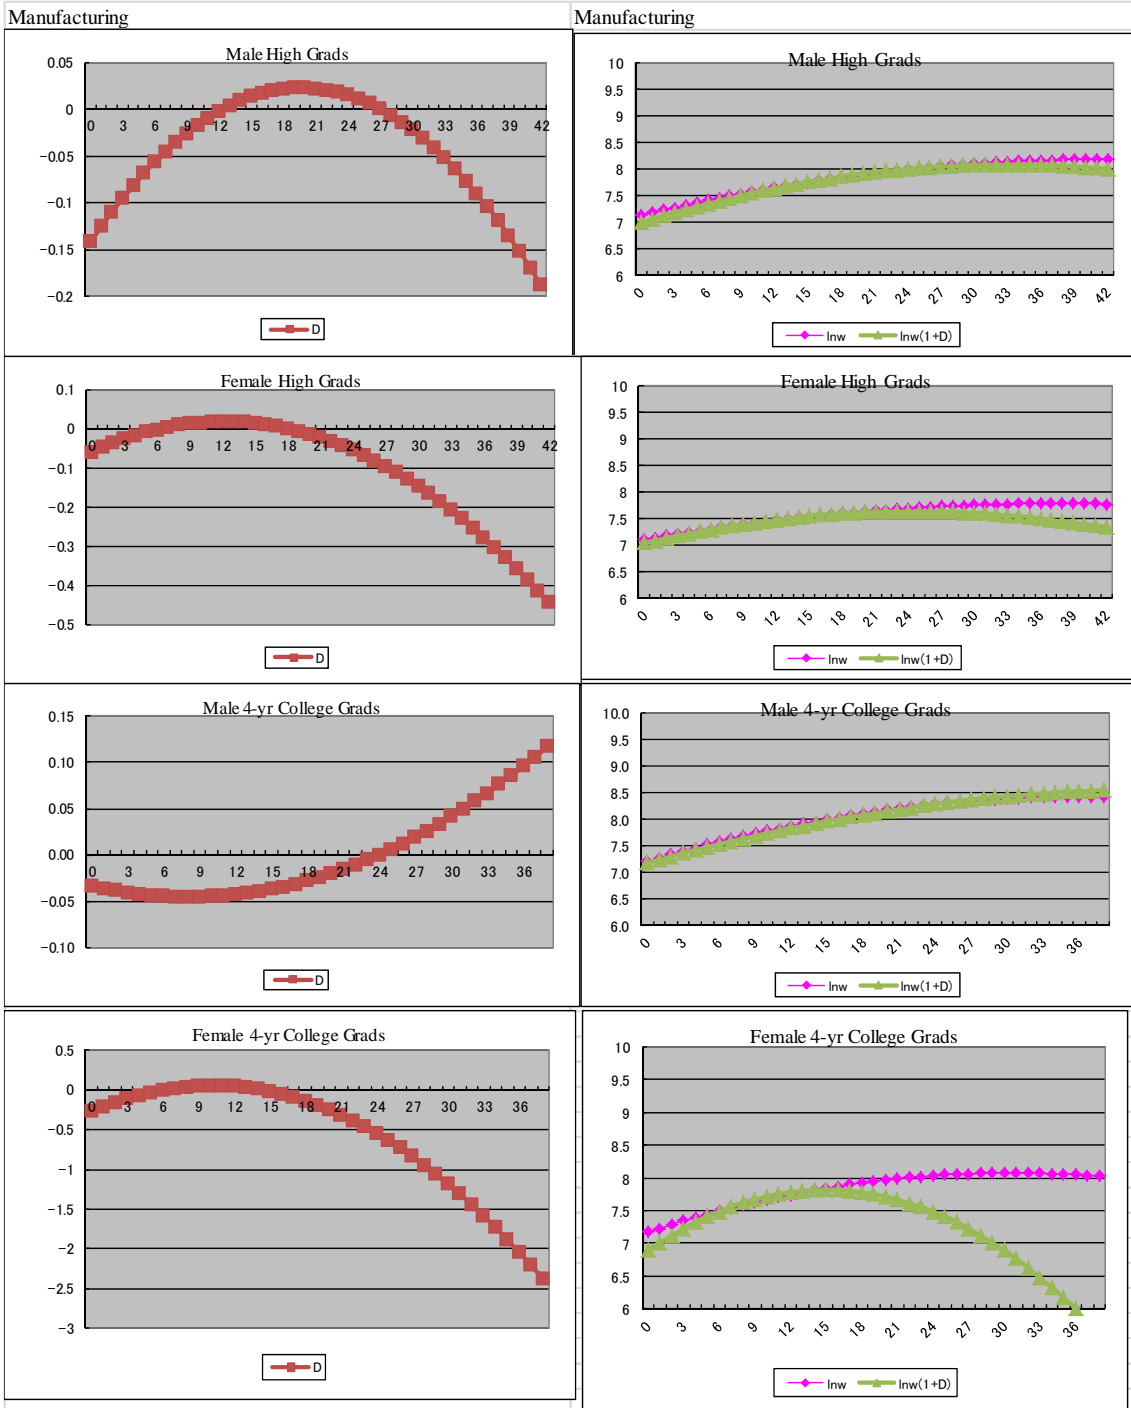 Manufacturing
Manufacturing
Male High Grads
0.05
0
-0.05
-0.1
-0.15
-0.2
0 3 6 9 12 15 18 21 24 27 30 33 36 39 42
D
Male High Grads
10
9.5
9
8.5
8
7.5
7
6.5
6
0 3 6 9 12 15 18 21 24 27 30 33 36 39 42
lnw lnw(1+D)
Female High Grads
0.1
0
-0.1
-0.2
-0.3
-0.4
-0.5
0 3 6 9 12 15 18 21 24 27 30 33 36 39 42
D
Female High Grads
10
9.5
9
8.5
8
7.5
7
6.5
6
0 3 6 9 12 15 18 21 24 27 30 33 36 39 42
lnw lnw(1+D)
Male 4-yr College Grads
0.15
0.10
0.05
0.00
-0.05
-0.10
0 3 6 9 12 15 18 21 24 27 30 33 36
D
Male 4-yr College Grads
10.0
9.5
9.0
8.5
8.0
7.5
7.0
6.5
6.0
0 3 6 9 12 15 18 21 24 27 30 33 36
lnw lnw(1+D)
Female 4-yr College Grads
0.5
0
-0.5
-1
-1.5
-2
-2.5
-3
0 3 6 9 12 15 18 21 24 27 30 33 36
D
Female 4-yr College Grads
10
9.5
9
8.5
8
7.5
7
6.5
6
0 3 6 9 12 15 18 21 24 27 30 33 36
lnw lnw(1+D)